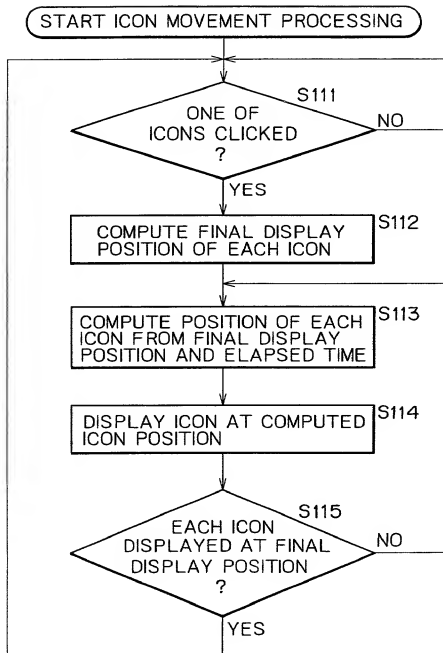 START ICON MOVEMENT PROCESSING
S111
ONE OF
ICONS CLICKED
?
NO
YES
S112
COMPUTE FINAL DISPLAY
POSITION OF EACH ICON
S113
COMPUTE POSITION OF EACH
ICON FROM FINAL DISPLAY
POSITION AND ELAPSED TIME
S114
DISPLAY ICON AT COMPUTED
ICON POSITION
S115
EACH ICON
DISPLAYED AT FINAL
DISPLAY POSITION
?
NO
YES